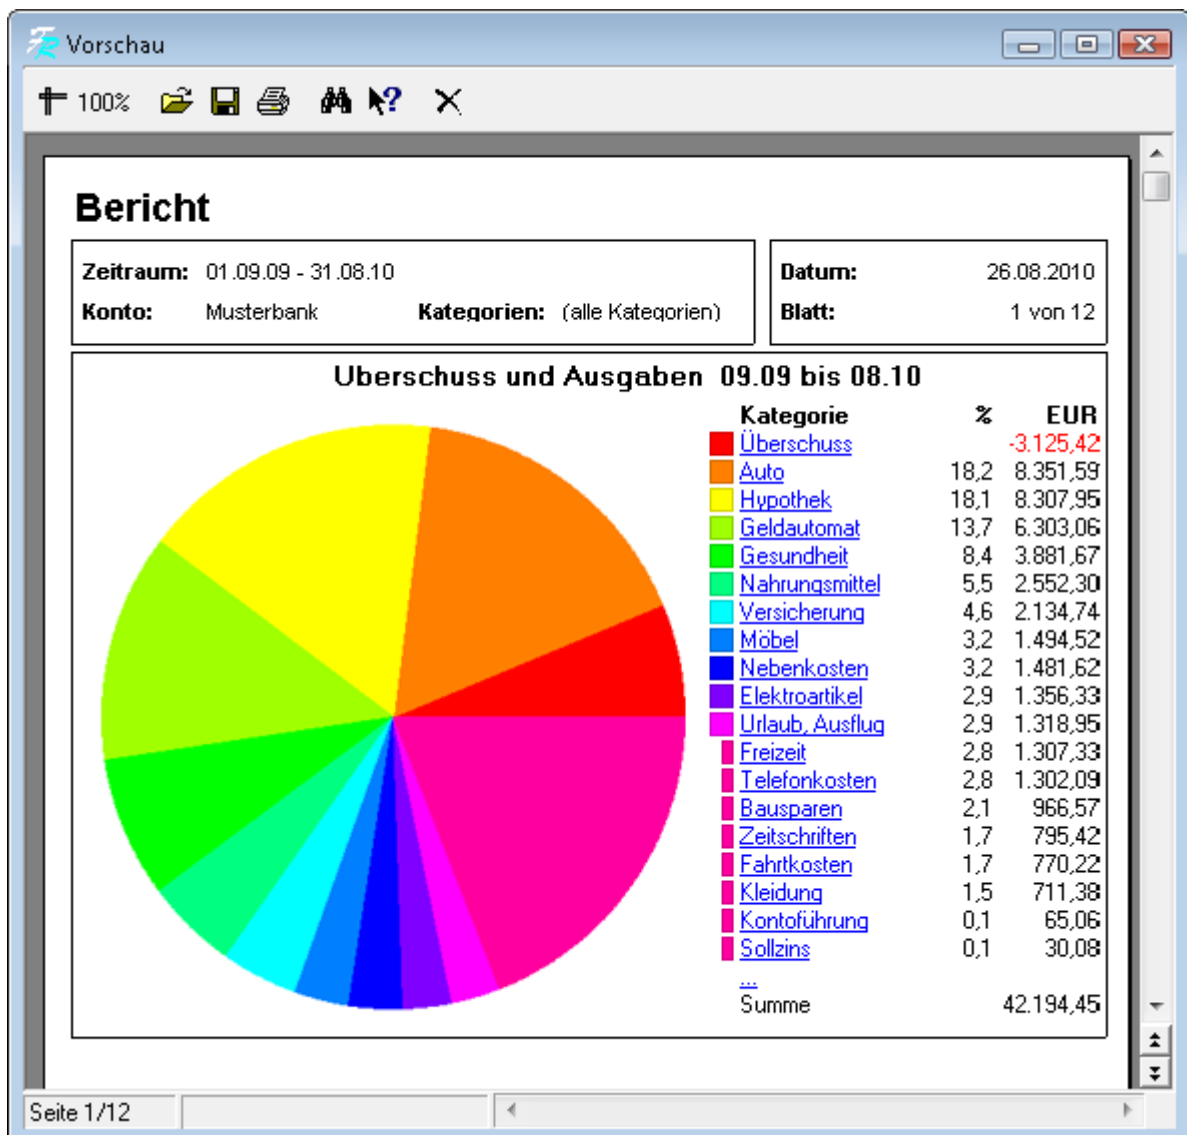 Vorschau
100%
Bericht
Zeitraum: 01.09.09 - 31.08.10
Konto: Musterbank Kategorien: (alle Kategorien)
Datum: 26.08.2010
Blatt: 1 von 12
Uberschuss und Ausgaben 09.09 bis 08.10
Kategorie % EUR
Überschuss -3.125,42
Auto 18,2 8.351,59
Hypothek 18,1 8.307,95
Geldautomat 13,7 6.303,06
Gesundheit 8,4 3.881,67
Nahrungsmittel 5,5 2.552,30
Versicherung 4,6 2.134,74
Möbel 3,2 1.494,52
Nebenkosten 3,2 1.481,62
Elektroartikel 2,9 1.356,33
Urlaub, Ausflug 2,9 1.318,95
Freizeit 2,8 1.307,33
Telefonkosten 2,8 1.302,09
Bausparen 2,1 966,57
Zeitschriften 1,7 795,42
Fahrtkosten 1,7 770,22
Kleidung 1,5 711,38
Kontoführung 0,1 65,06
Sollzins 0,1 30,08
...
Summe 42.194,45
Seite 1/12